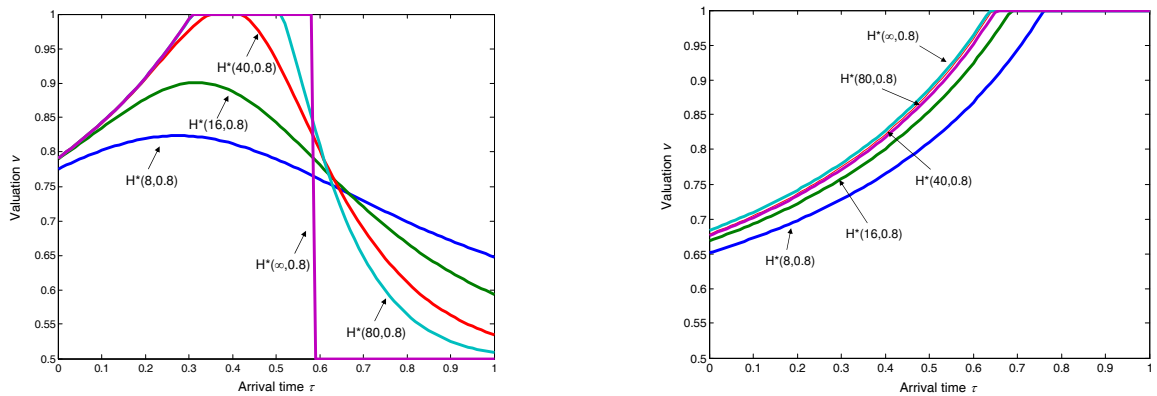 1
0.95
0.9
0.85
0.8
0.75
0.7
0.65
0.6
0.55
0.5
Valuation v
H*(40,0.8)
H*(16,0.8)
H*(8,0.8)
H*(∞,0.8)
H*(80,0.8)
0 0.1 0.2 0.3 0.4 0.5 0.6 0.7 0.8 0.9 1
Arrival time τ
1
0.95
0.9
0.85
0.8
0.75
0.7
0.65
0.6
0.55
0.5
Valuation v
H*(∞,0.8)
H*(80,0.8)
H*(40,0.8)
H*(16,0.8)
H*(8,0.8)
0 0.1 0.2 0.3 0.4 0.5 0.6 0.7 0.8 0.9 1
Arrival time τ